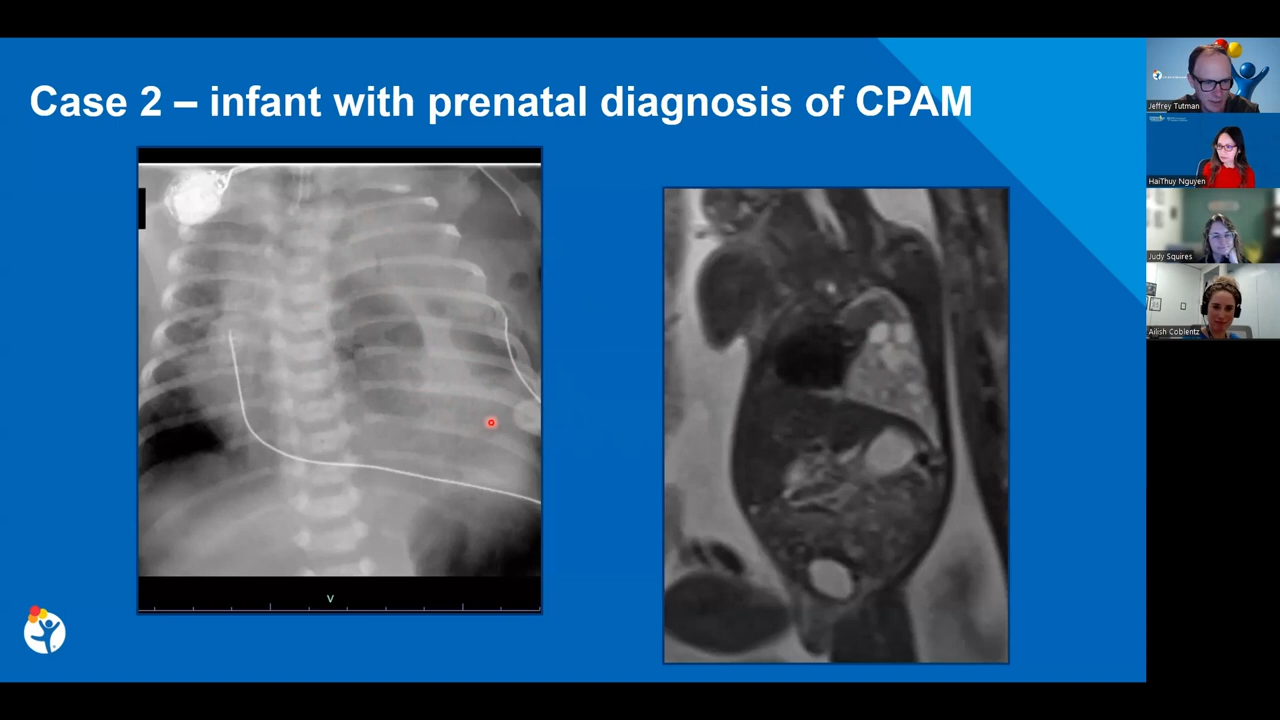 Case 2 – infant with prenatal diagnosis of CPAM
V
Jeffrey Tutman
HaiThuy Nguyen
Judy Squires
Ailish Coblentz